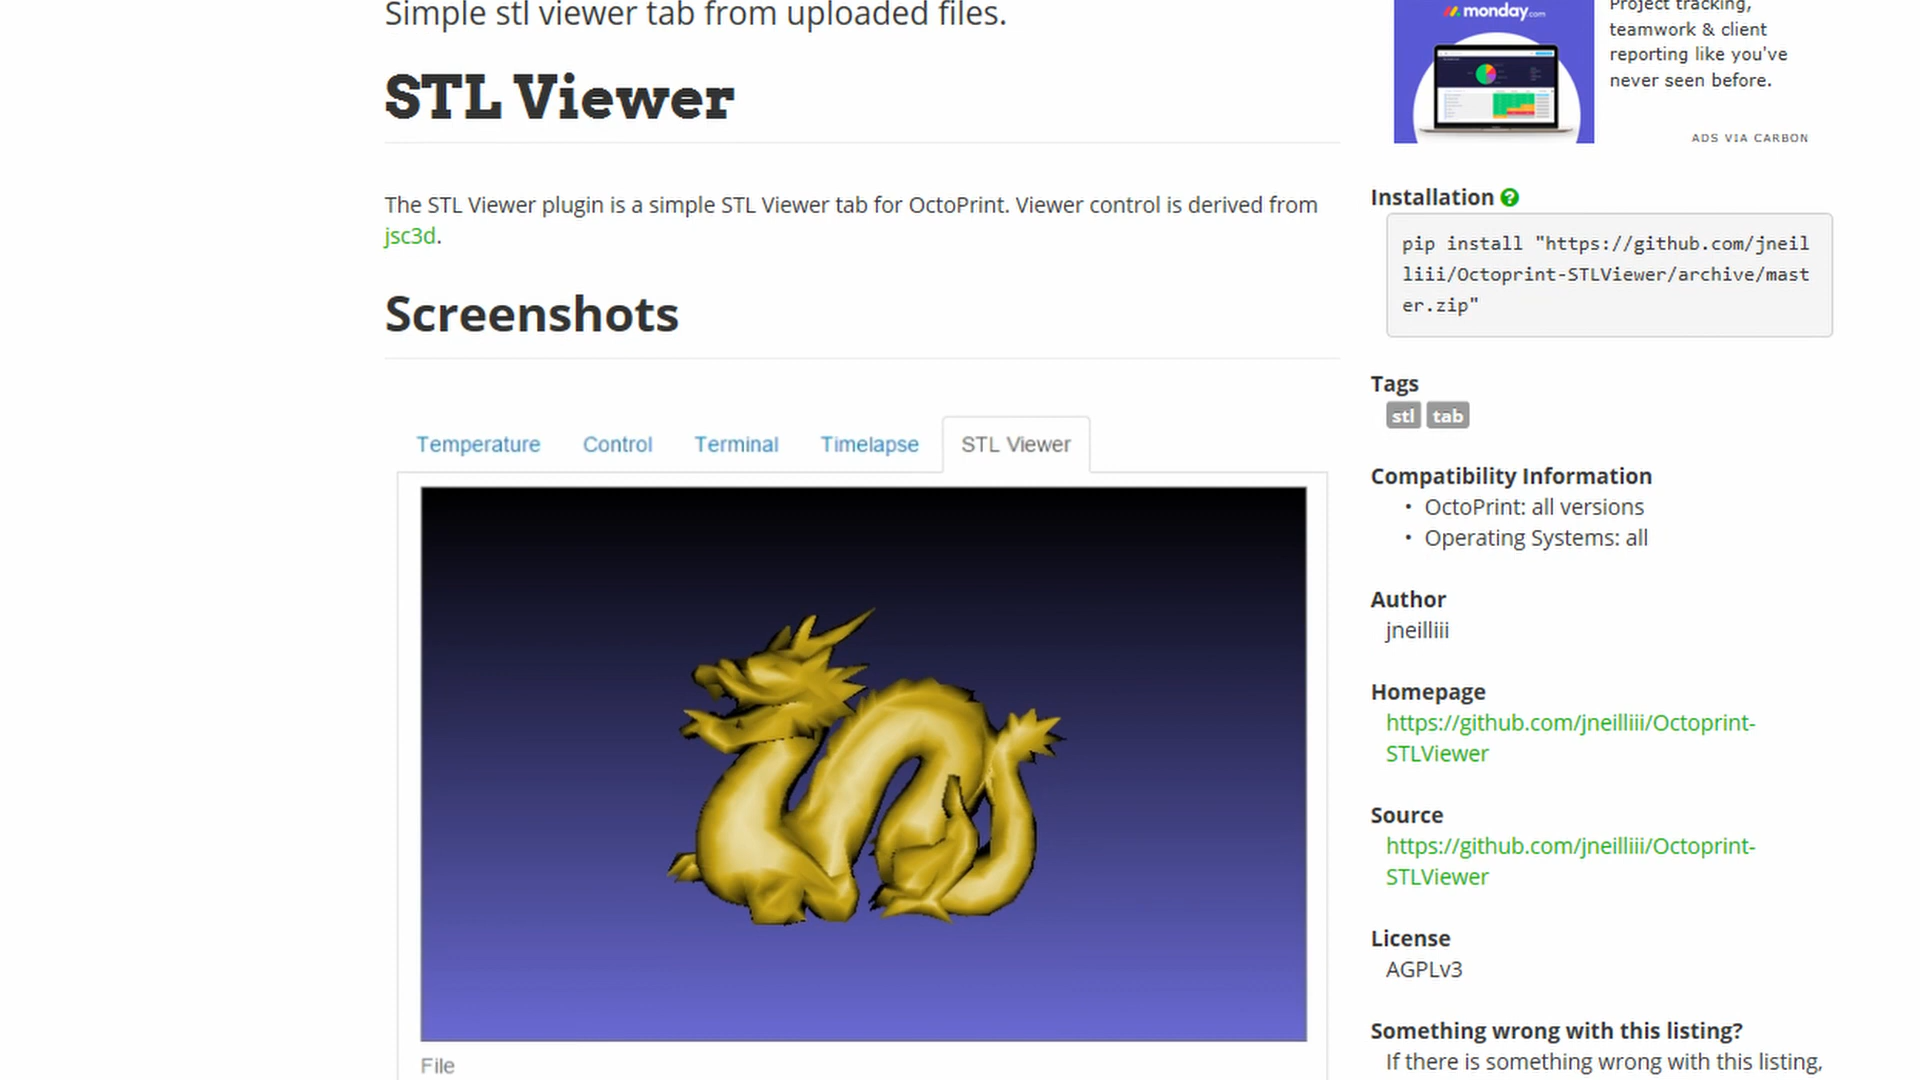 Simple stl viewer tab from uploaded files.
STL Viewer
The STL Viewer plugin is a simple STL Viewer tab for OctoPrint. Viewer control is derived from
jsc3d.
Screenshots
Temperature
Control
Terminal
Timelapse
STL Viewer
File
monday.com
Project tracking,
teamwork & client
reporting like you've
never seen before.
ADS VIA CARBON
Installation ?
pip install "https://github.com/jneil
liii/Octoprint-STLViewer/archive/mast
er.zip"
Tags
stl tab
Compatibility Information
• OctoPrint: all versions
• Operating Systems: all
Author
jneilliii
Homepage
https://github.com/jneilliii/Octoprint-
STLViewer
Source
https://github.com/jneilliii/Octoprint-
STLViewer
License
AGPLv3
Something wrong with this listing?
If there is something wrong with this listing,